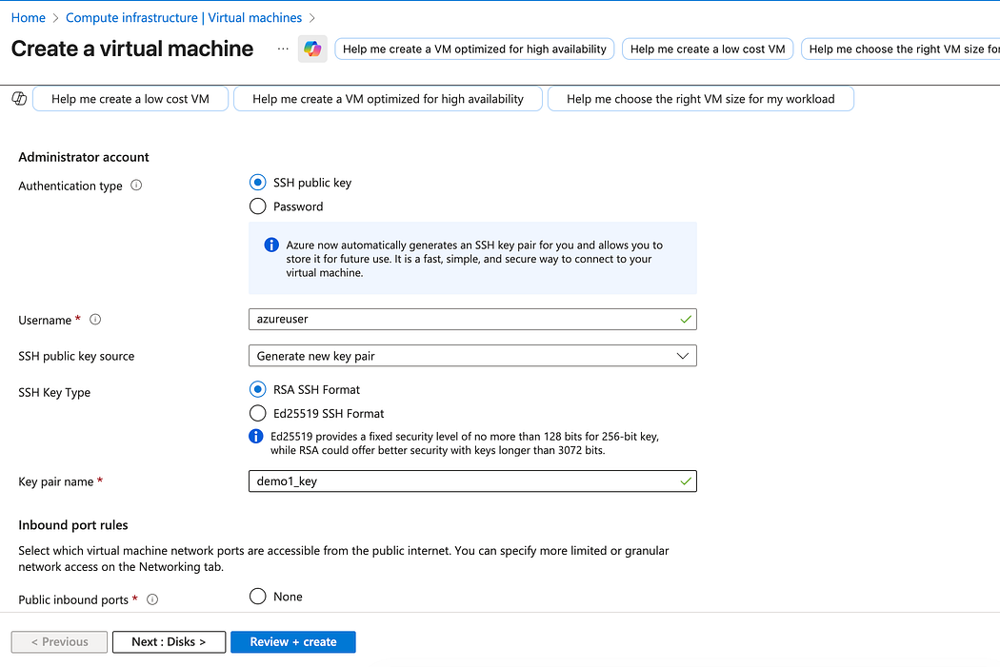 Home > Compute infrastructure | Virtual machines >
Create a virtual machine ··· Help me create a VM optimized for high availability Help me create a low cost VM Help me choose the right VM size for
Help me create a low cost VM Help me create a VM optimized for high availability Help me choose the right VM size for my workload
Administrator account
Authentication type SSH public key
Password
Azure now automatically generates an SSH key pair for you and allows you to
store it for future use. It is a fast, simple, and secure way to connect to your
virtual machine.
Username * azureuser
SSH public key source Generate new key pair
SSH Key Type RSA SSH Format
Ed25519 SSH Format
Ed25519 provides a fixed security level of no more than 128 bits for 256-bit key,
while RSA could offer better security with keys longer than 3072 bits.
Key pair name * demo1_key
Inbound port rules
Select which virtual machine network ports are accessible from the public internet. You can specify more limited or granular
network access on the Networking tab.
Public inbound ports * None
< Previous Next : Disks > Review + create